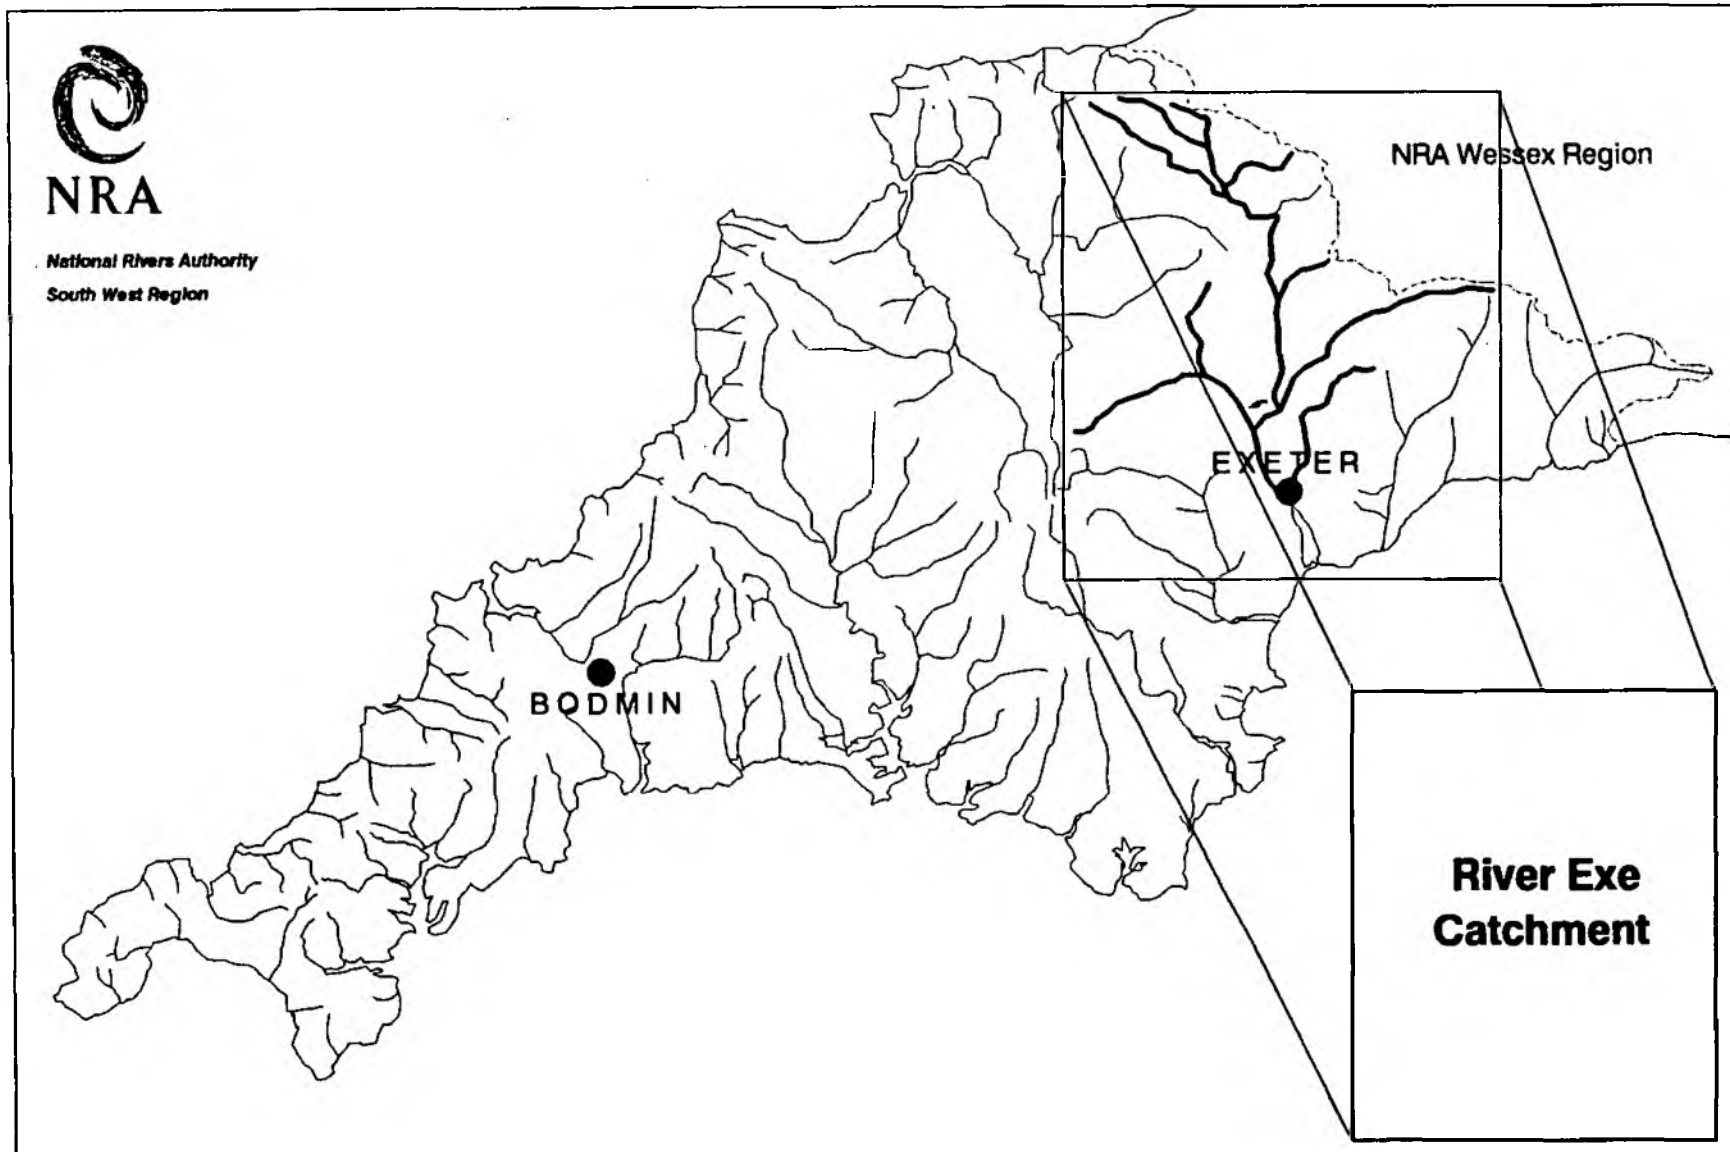 NRA
National Rivers Authority
South West Region
NRA Wessex Region
EXETER
BODMIN
River Exe
Catchment